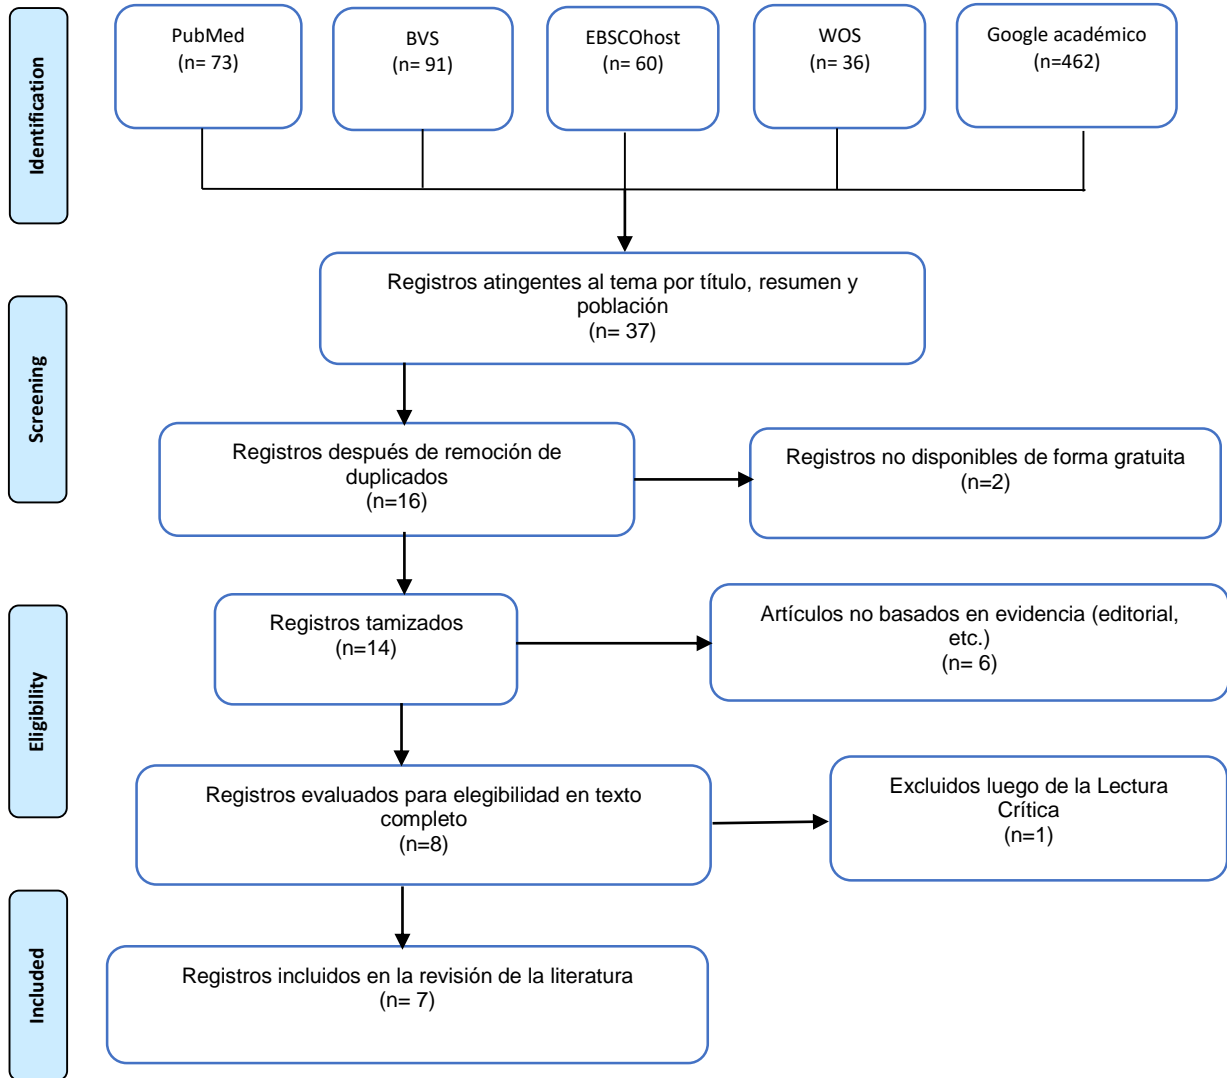 Identification
PubMed
(n= 73)
BVS
(n= 91)
EBSCOhost
(n= 60)
WOS
(n= 36)
Google académico
(n=462)
Screening
Registros atingentes al tema por título, resumen y
población
(n= 37)
Registros después de remoción de
duplicados
(n=16)
Registros no disponibles de forma gratuita
(n=2)
Eligibility
Registros tamizados
(n=14)
Artículos no basados en evidencia (editorial,
etc.)
(n= 6)
Registros evaluados para elegibilidad en texto
completo
(n=8)
Excluidos luego de la Lectura
Crítica
(n=1)
Included
Registros incluidos en la revisión de la literatura
(n= 7)